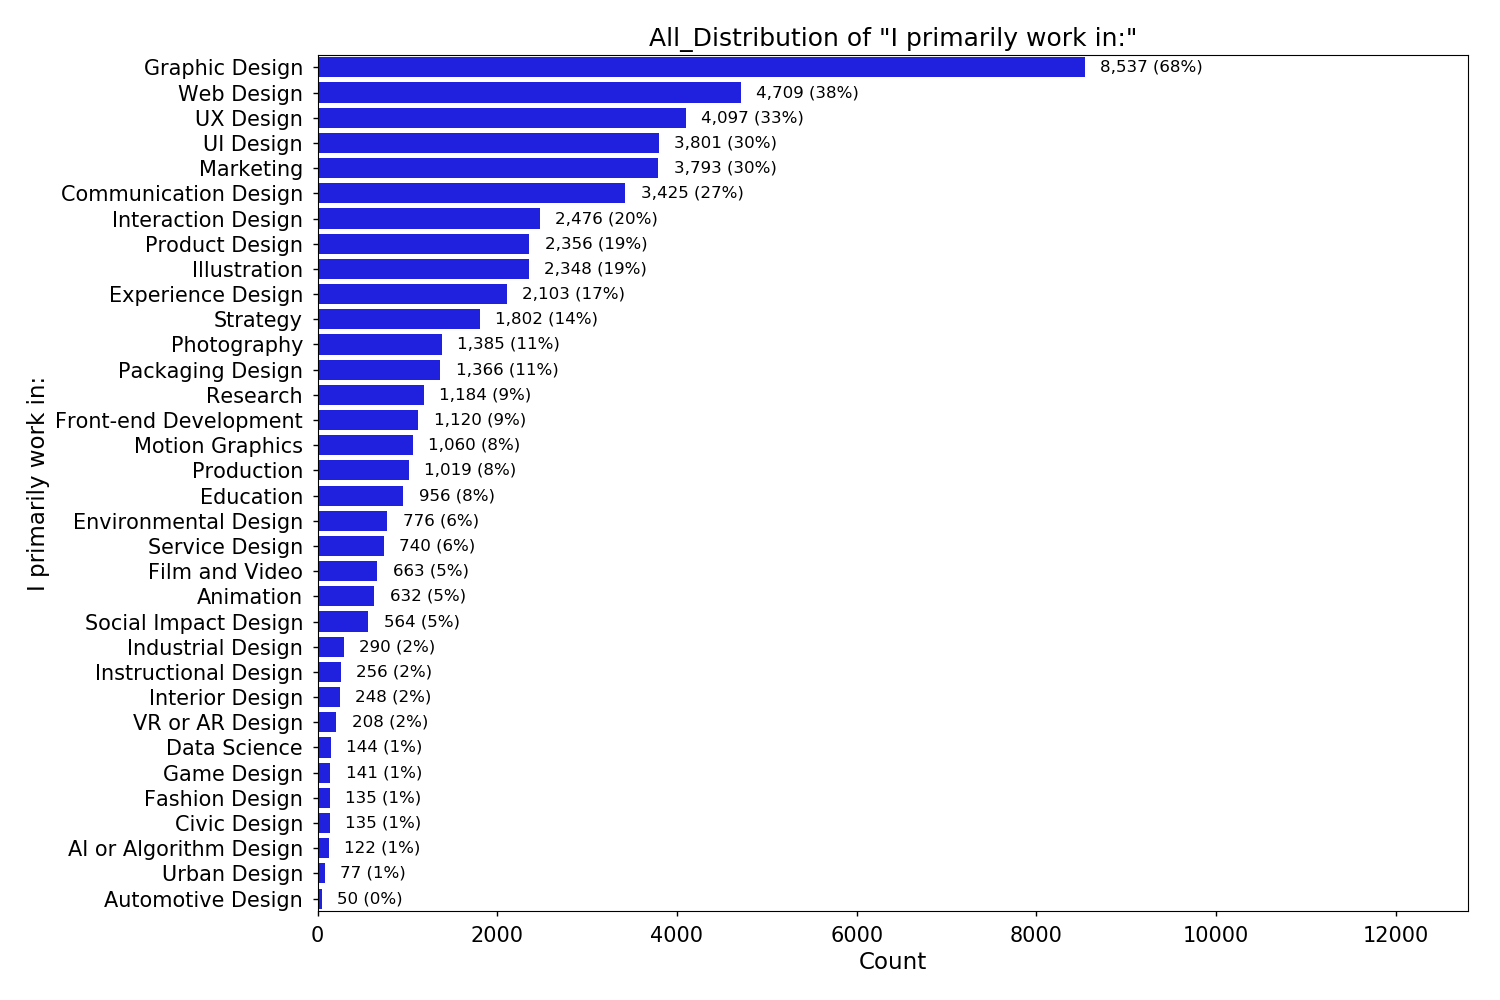 All_Distribution of "I primarily work in:"
Graphic Design 8,537 (68%)
Web Design 4,709 (38%)
UX Design 4,097 (33%)
UI Design 3,801 (30%)
Marketing 3,793 (30%)
Communication Design 3,425 (27%)
Interaction Design 2,476 (20%)
Product Design 2,356 (19%)
Illustration 2,348 (19%)
Experience Design 2,103 (17%)
Strategy 1,802 (14%)
Photography 1,385 (11%)
Packaging Design 1,366 (11%)
Research 1,184 (9%)
Front-end Development 1,120 (9%)
Motion Graphics 1,060 (8%)
Production 1,019 (8%)
Education 956 (8%)
Environmental Design 776 (6%)
Service Design 740 (6%)
Film and Video 663 (5%)
Animation 632 (5%)
Social Impact Design 564 (5%)
Industrial Design 290 (2%)
Instructional Design 256 (2%)
Interior Design 248 (2%)
VR or AR Design 208 (2%)
Data Science 144 (1%)
Game Design 141 (1%)
Fashion Design 135 (1%)
Civic Design 135 (1%)
AI or Algorithm Design 122 (1%)
Urban Design 77 (1%)
Automotive Design 50 (0%)
I primarily work in:
0 2000 4000 6000 8000 10000 12000
Count